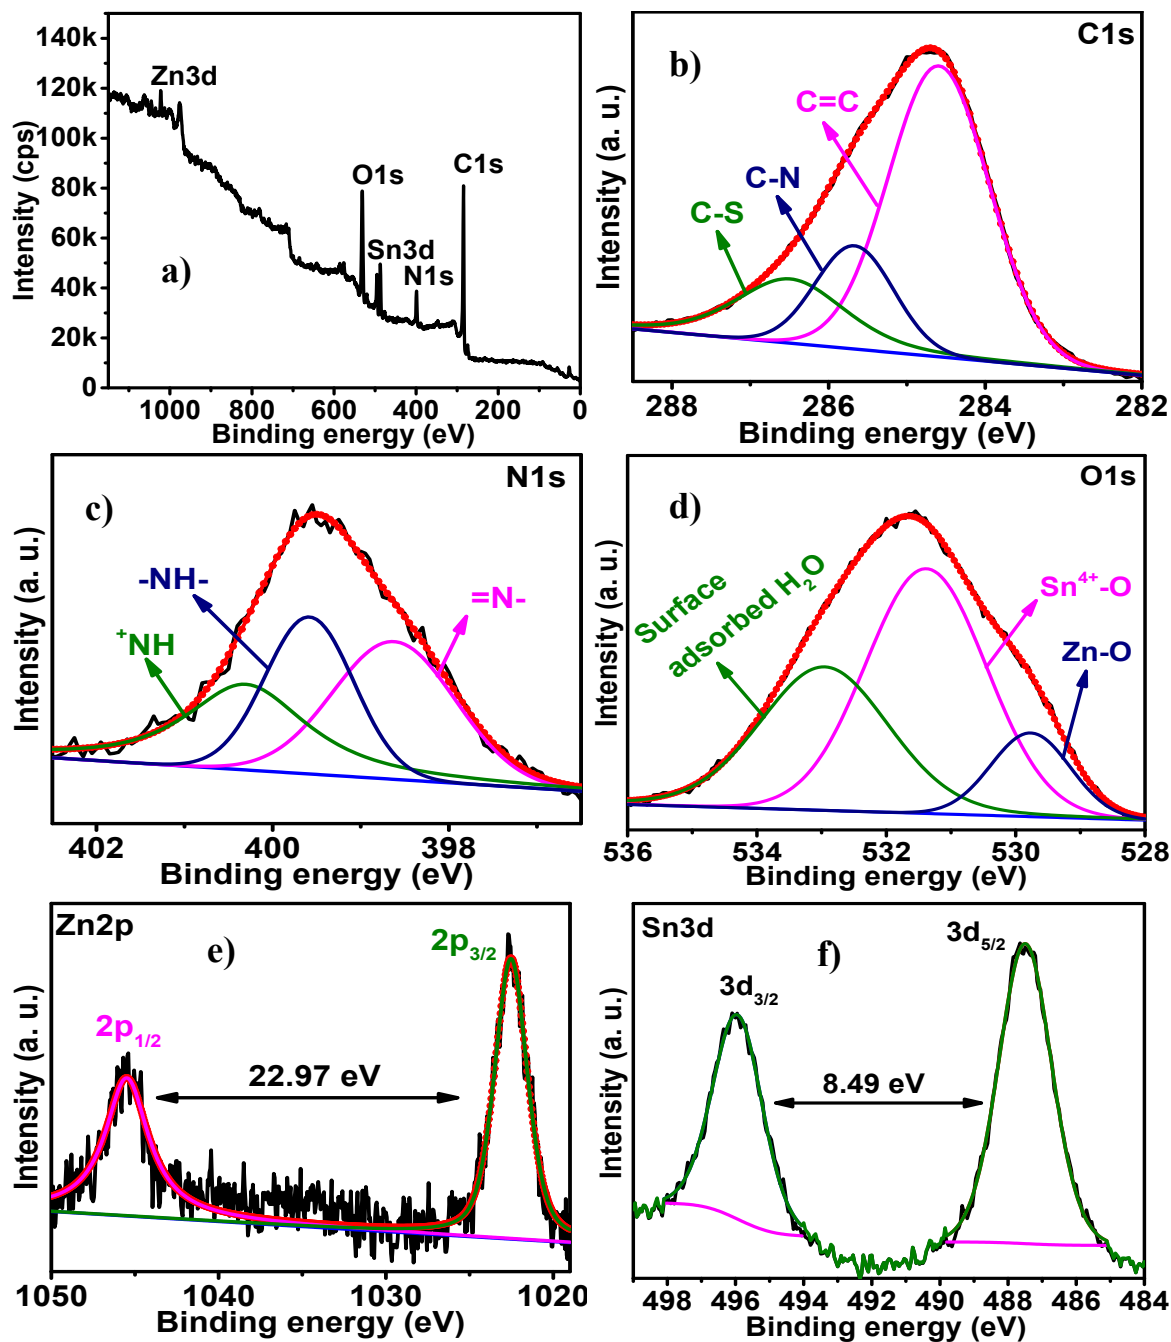 a)
Intensity (cps)
140k
120k
100k
80k
60k
40k
20k
0
Zn3d
O1s
Sn3d
N1s
C1s
1000 800 600 400 200 0
Binding energy (eV)
b)
C1s
Intensity (a. u.)
C=C
C-N
C-S
288 286 284 282
Binding energy (eV)
c)
N1s
Intensity (a. u.)
-NH-
⁺NH
=N-
402 400 398
Binding energy (eV)
d)
O1s
Intensity (a. u.)
Surface
adsorbed H₂O
Sn⁴⁺-O
Zn-O
536 534 532 530 528
Binding energy (eV)
Zn2p
e)
Intensity (a. u.)
2p₁/₂
2p₃/₂
22.97 eV
1050 1040 1030 1020
Binding energy (eV)
Sn3d
f)
Intensity (a. u.)
3d₃/₂
3d₅/₂
8.49 eV
498 496 494 492 490 488 486 484
Binding energy (eV)